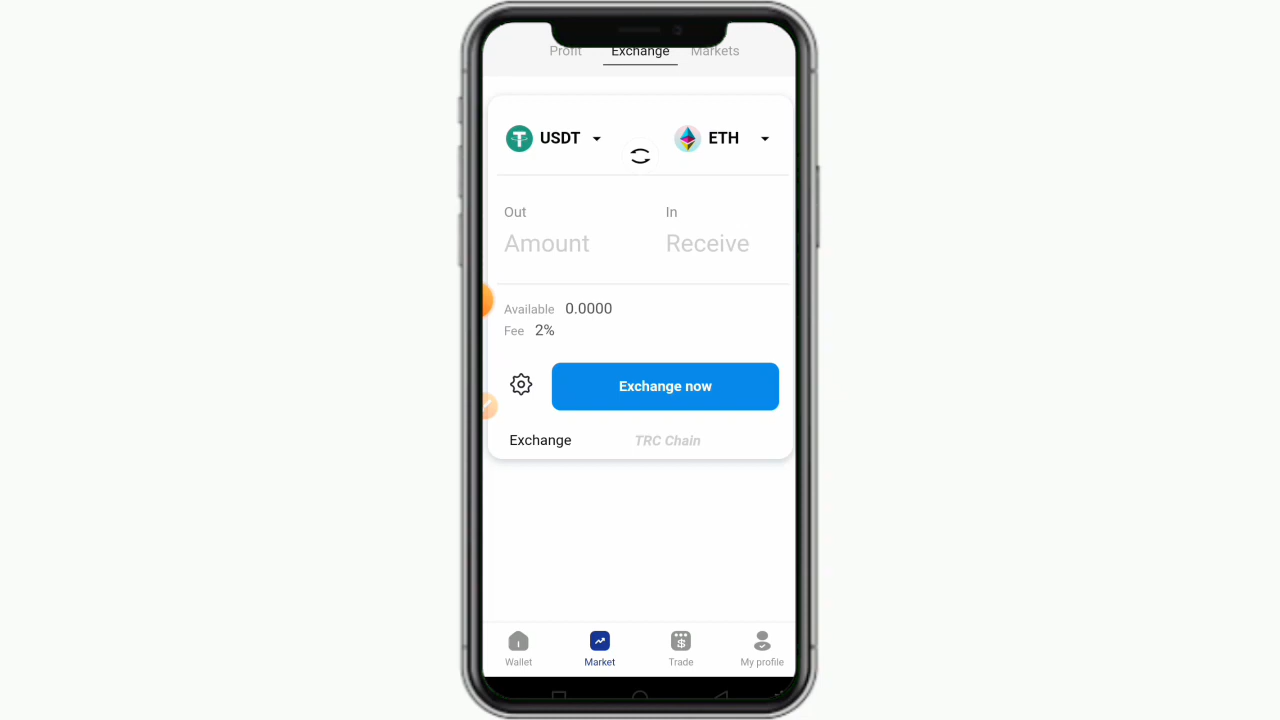 Profit Exchange Markets
USDT ETH
Out In
Amount Receive
Available 0.0000
Fee 2%
Exchange now
Exchange TRC Chain
Wallet Market Trade My profile